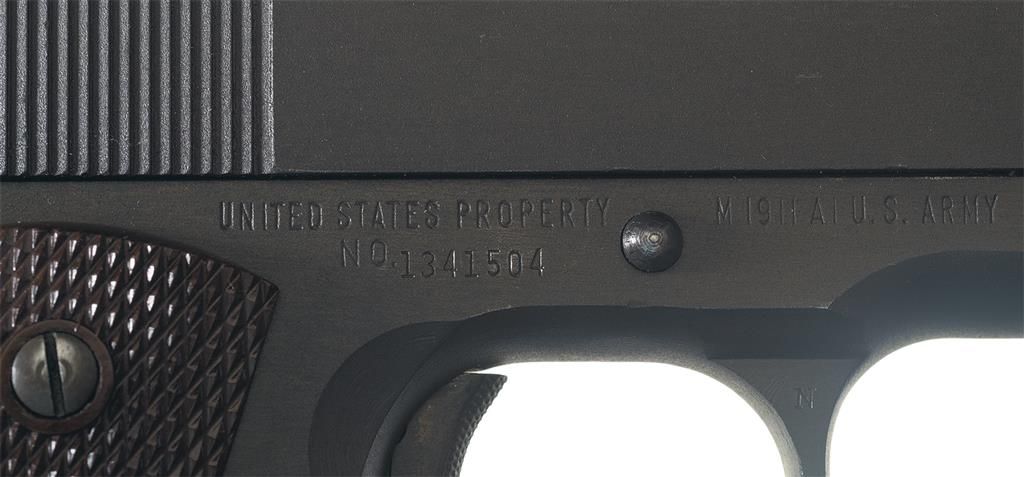 UNITED STATES PROPERTY
NO. 1341504
M1911A1 U.S. ARMY
N